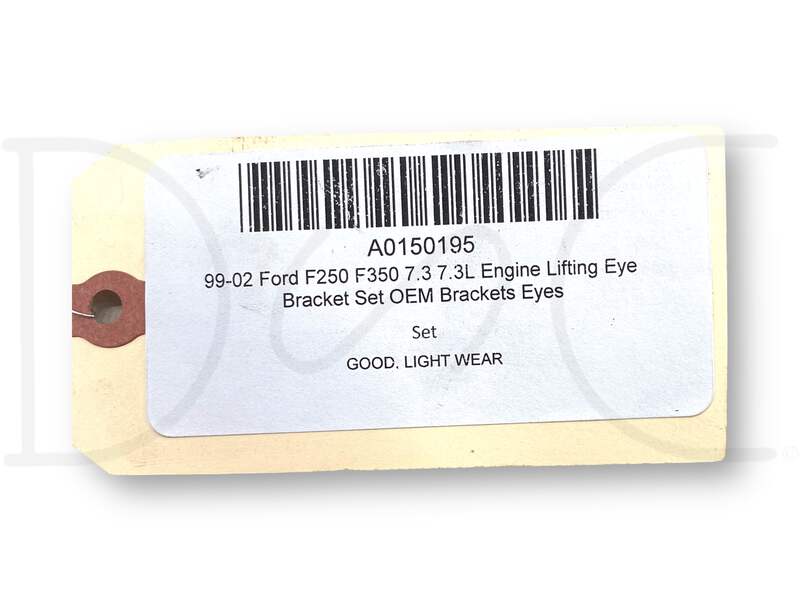 A0150195
99-02 Ford F250 F350 7.3 7.3L Engine Lifting Eye
Bracket Set OEM Brackets Eyes
Set
GOOD. LIGHT WEAR